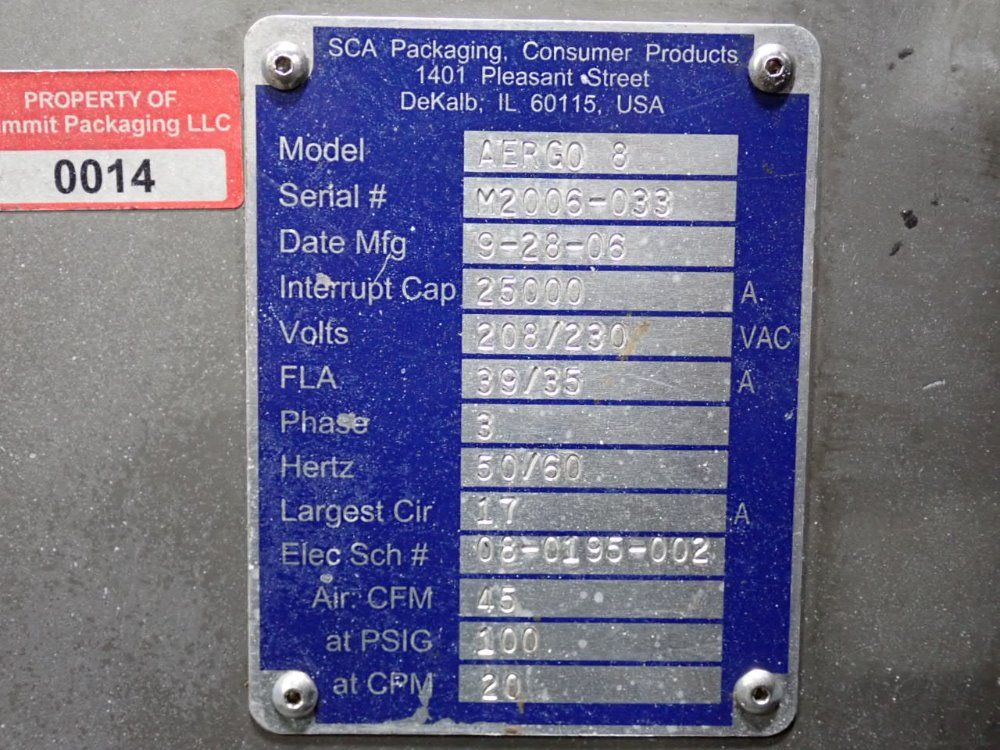 SCA Packaging, Consumer Products
1401 Pleasant Street
DeKalb, IL 60115, USA
Model AERGO 8
Serial # M2006-033
Date Mfg 9-28-06
Interrupt Cap 25000 A
Volts 208/230 VAC
FLA 39/35 A
Phase 3
Hertz 50/60
Largest Cir 17 A
Elec Sch # 08-0195-002
Air: CFM 45
at PSIG 100
at CPM 20
PROPERTY OF
mmit Packaging LLC
0014